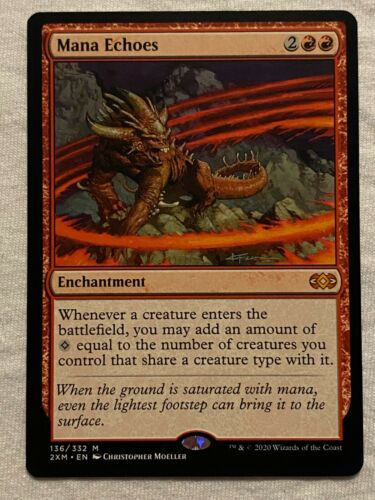 Mana Echoes 2
Enchantment
Whenever a creature enters the
battlefield, you may add an amount of
equal to the number of creatures you
control that share a creature type with it.
When the ground is saturated with mana,
even the lightest footstep can bring it to the
surface.
136/332 M
2XM • EN Christopher Moeller
™ & © 2020 Wizards of the Coast